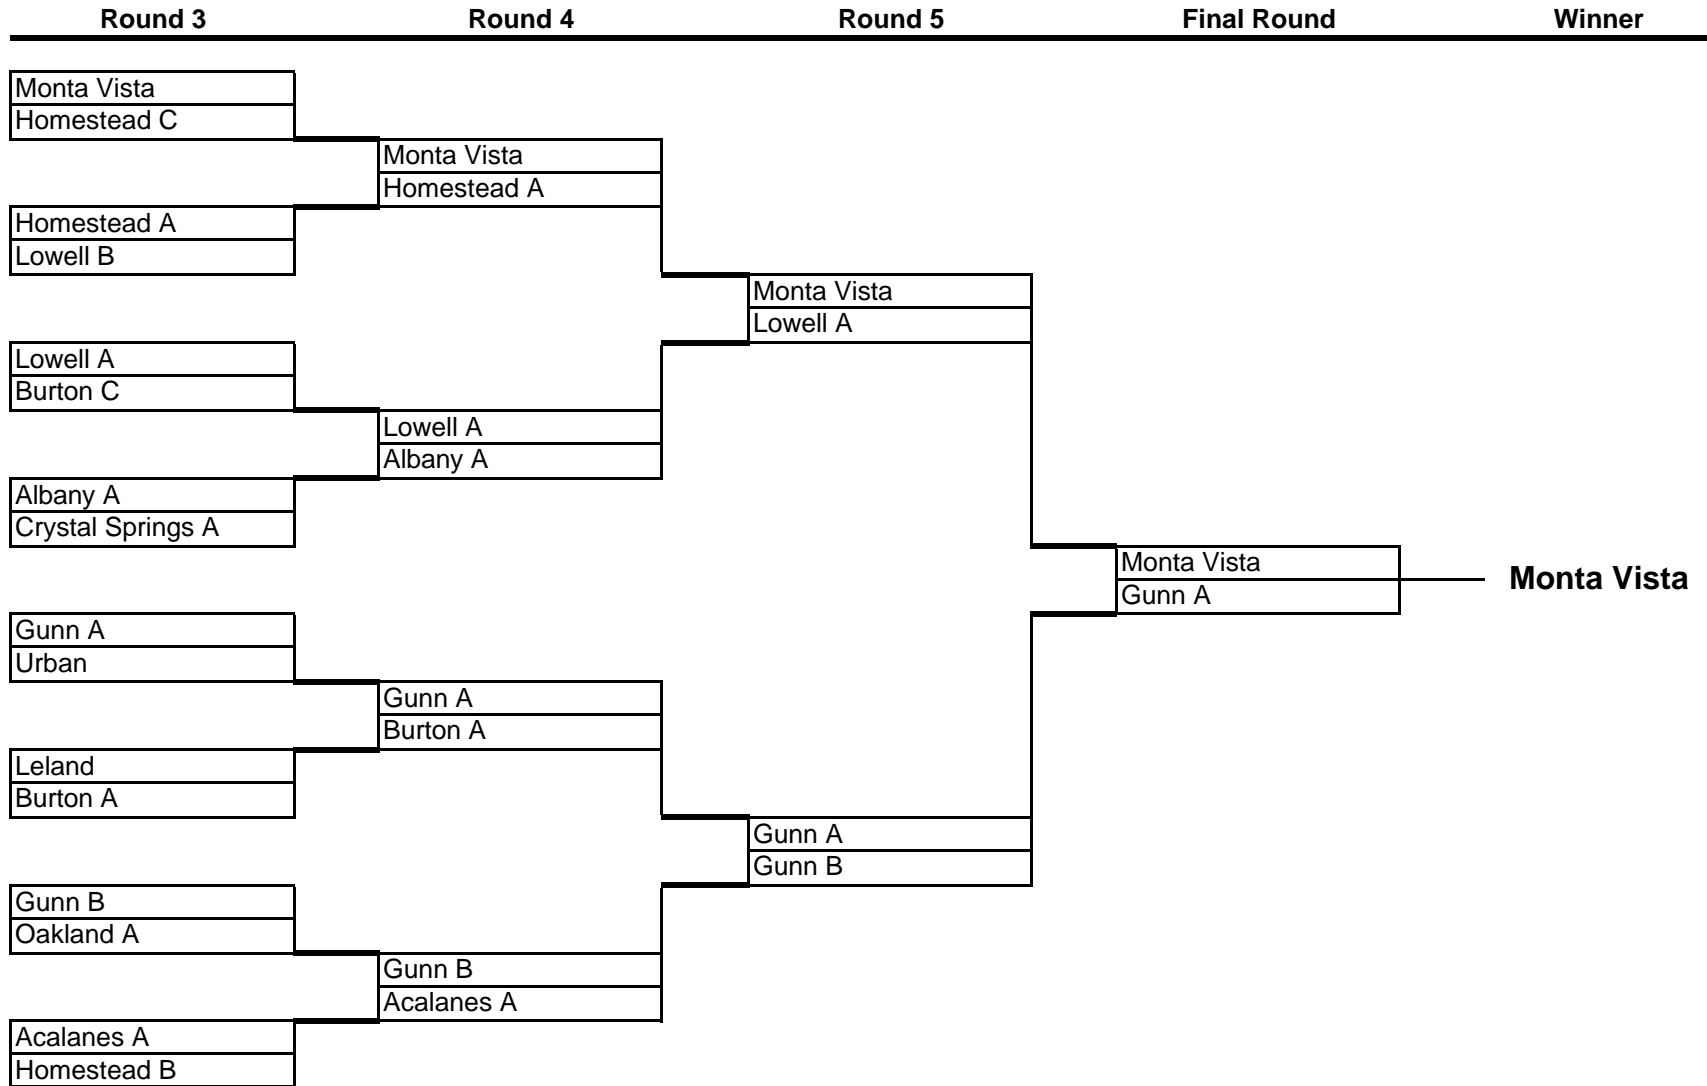 Round 3 Round 4 Round 5 Final Round Winner
Monta Vista
Homestead C
Monta Vista
Homestead A
Homestead A
Lowell B
Monta Vista
Lowell A
Lowell A
Burton C
Lowell A
Albany A
Albany A
Crystal Springs A
Monta Vista
Gunn A
Monta Vista
Gunn A
Urban
Gunn A
Burton A
Leland
Burton A
Gunn A
Gunn B
Gunn B
Oakland A
Gunn B
Acalanes A
Acalanes A
Homestead B